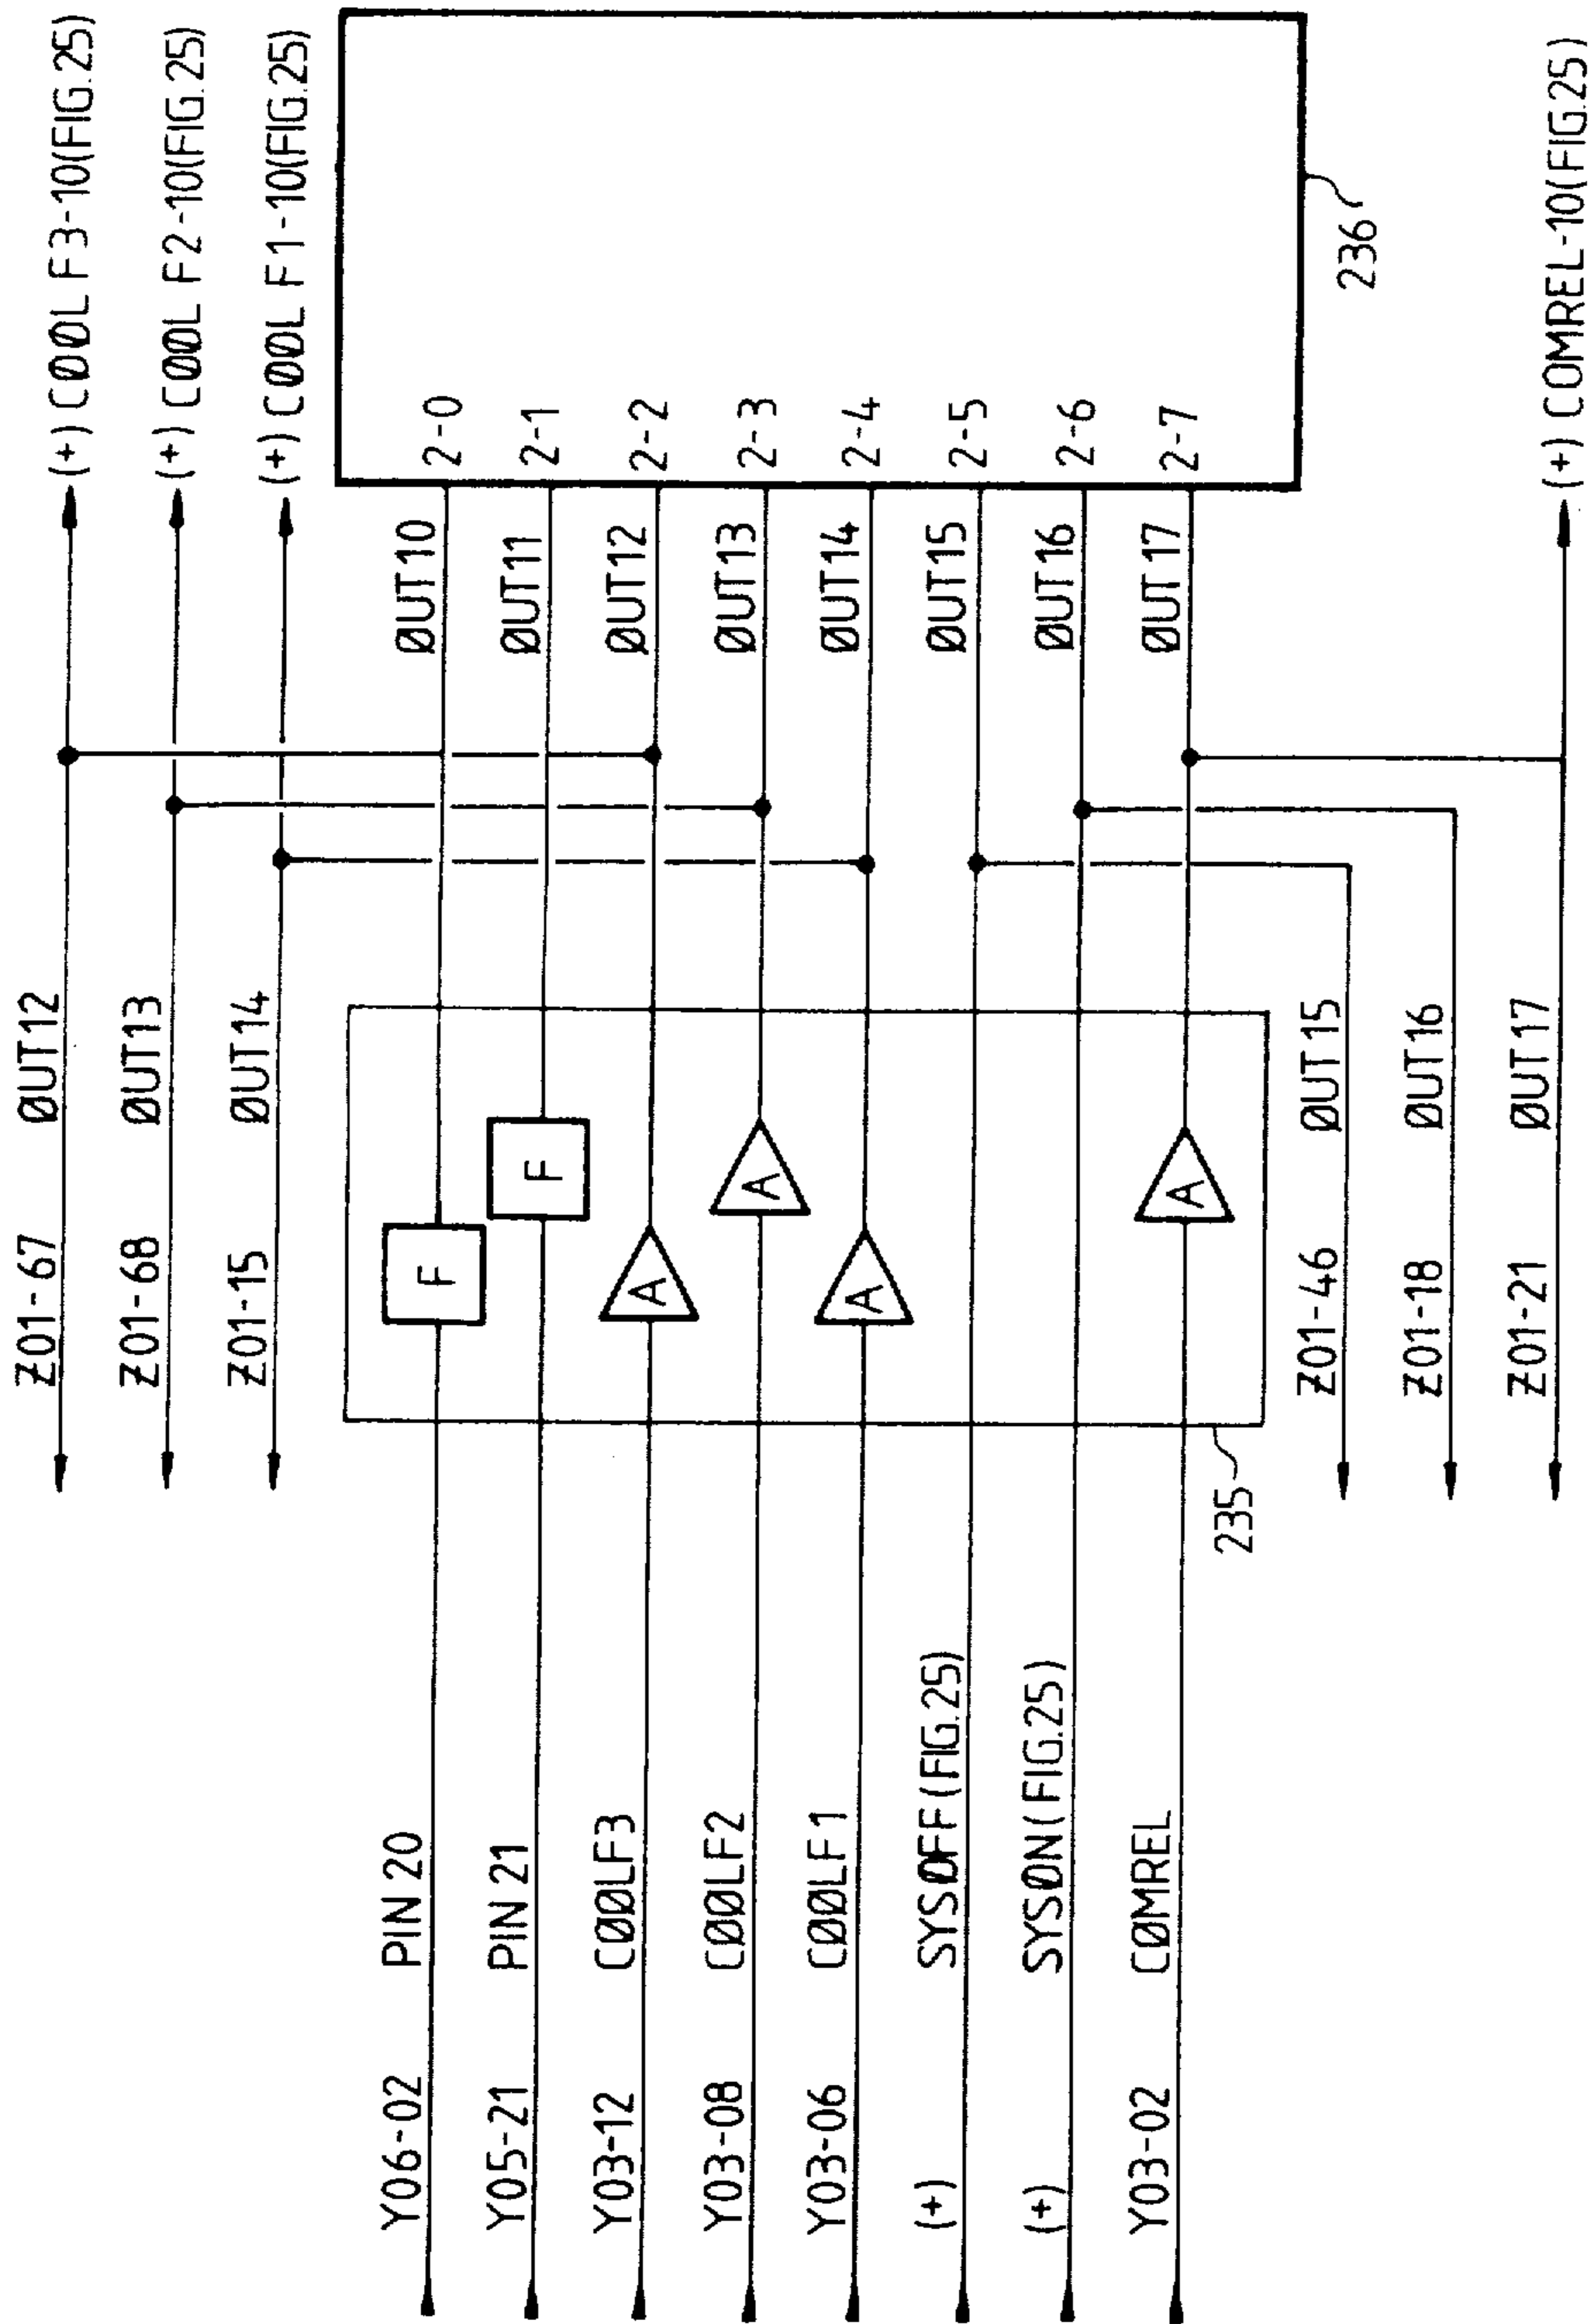 Z01-67 ØUT12 (+) CØØL F3-10(FIG.25)
Z01-68 ØUT13 (+) CØØL F2-10(FIG.25)
Z01-15 ØUT14 (+) CØØL F1-10(FIG.25)
Y06-02 PIN 20 F ØUT10 2-0
Y05-21 PIN 21 F ØUT11 2-1
Y03-12 CØØLF3 A ØUT12 2-2
Y03-08 CØØLF2 A ØUT13 2-3
Y03-06 CØØLF1 A ØUT14 2-4
(+) SYSØFF(FIG.25) ØUT15 2-5
(+) SYSØN(FIG.25) ØUT16 2-6
Y03-02 CØMREL A ØUT17 2-7
235 236
Z01-46 ØUT15
Z01-18 ØUT16
Z01-21 ØUT17 (+) COMREL-10(FIG.25)